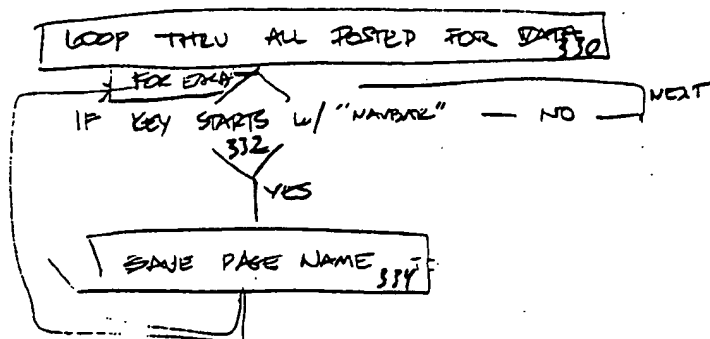 LOOP THRU ALL POSTED FOR DATA 330
FOR EACH
IF KEY STARTS W/ "NAVBAR" — NO — NEXT
332
YES
SAVE PAGE NAME 334